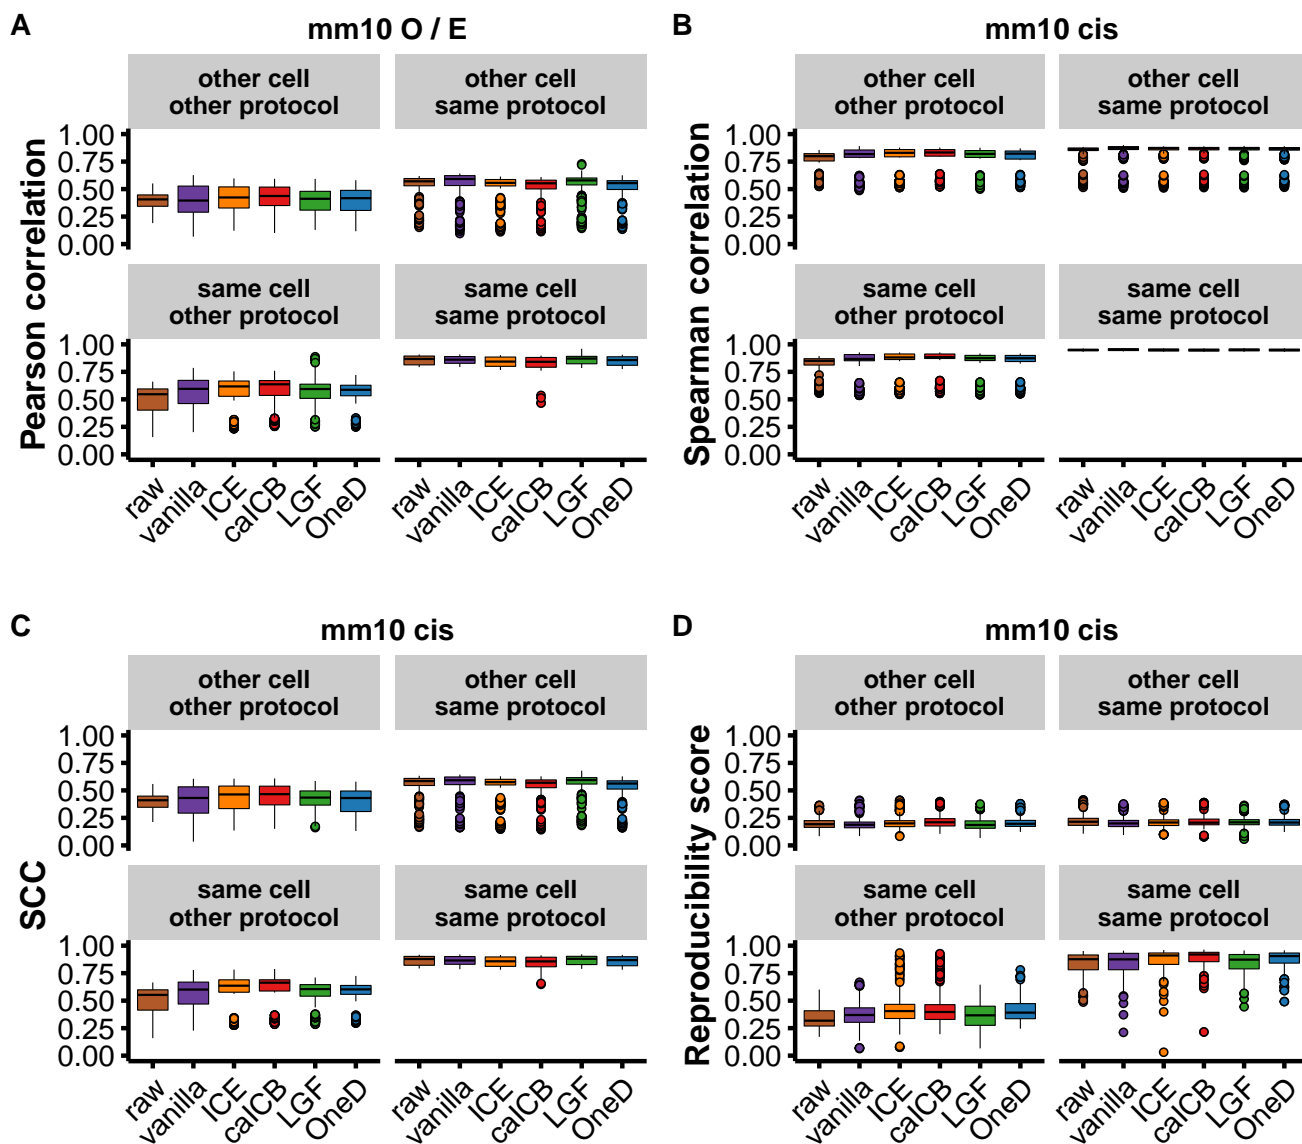 A
mm10 O / E
other cell
other protocol
other cell
same protocol
Pearson correlation
1.00
0.75
0.50
0.25
0.00
same cell
other protocol
same cell
same protocol
1.00
0.75
0.50
0.25
0.00
raw
vanilla
ICE
caICB
LGF
OneD
raw
vanilla
ICE
caICB
LGF
OneD
B
mm10 cis
other cell
other protocol
other cell
same protocol
Spearman correlation
1.00
0.75
0.50
0.25
0.00
same cell
other protocol
same cell
same protocol
1.00
0.75
0.50
0.25
0.00
raw
vanilla
ICE
caICB
LGF
OneD
raw
vanilla
ICE
caICB
LGF
OneD
C
mm10 cis
other cell
other protocol
other cell
same protocol
SCC
1.00
0.75
0.50
0.25
0.00
same cell
other protocol
same cell
same protocol
1.00
0.75
0.50
0.25
0.00
raw
vanilla
ICE
caICB
LGF
OneD
raw
vanilla
ICE
caICB
LGF
OneD
D
mm10 cis
other cell
other protocol
other cell
same protocol
Reproducibility score
1.00
0.75
0.50
0.25
0.00
same cell
other protocol
same cell
same protocol
1.00
0.75
0.50
0.25
0.00
raw
vanilla
ICE
caICB
LGF
OneD
raw
vanilla
ICE
caICB
LGF
OneD